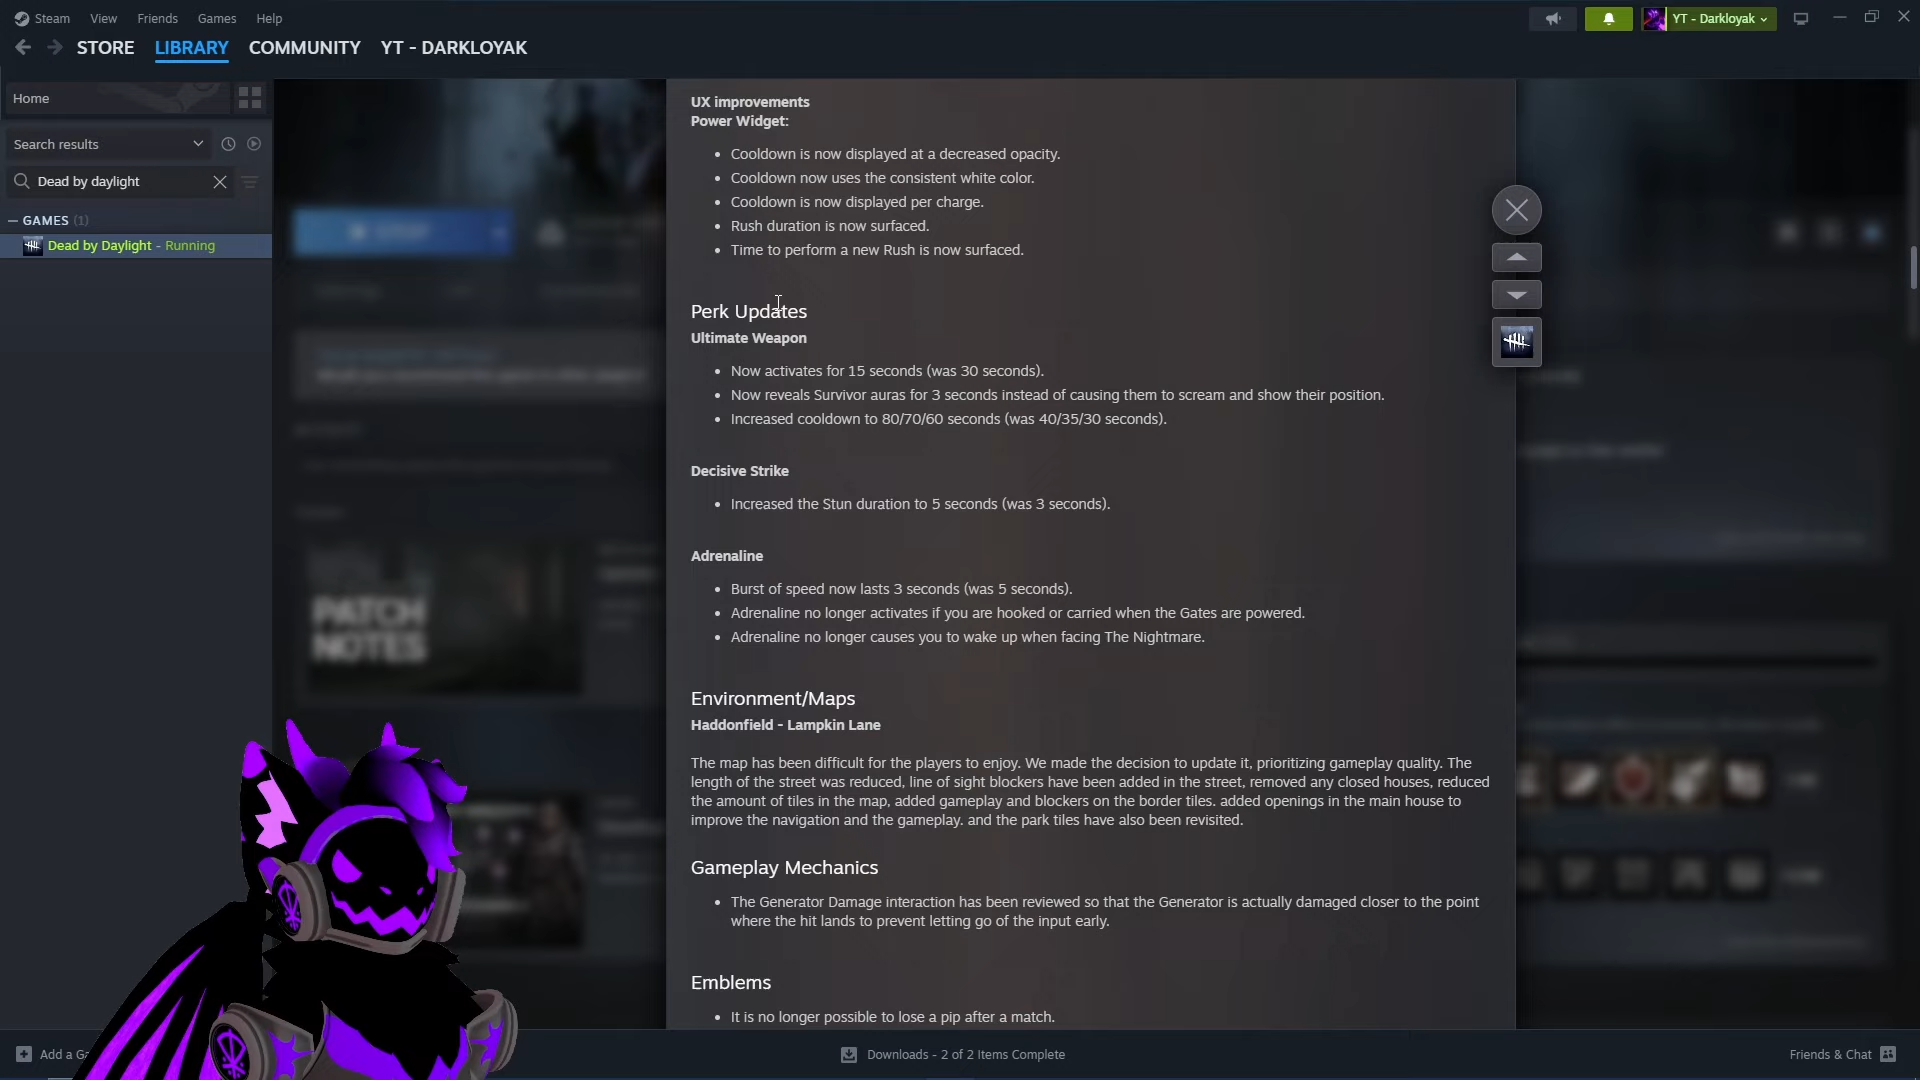 Steam View Friends Games Help
YT - Darkloyak
STORE LIBRARY COMMUNITY YT - DARKLOYAK
Home
Search results
Dead by daylight
GAMES (1)
Dead by Daylight - Running
STOP
PATCH
NOTES
UX improvements
Power Widget:
• Cooldown is now displayed at a decreased opacity.
• Cooldown now uses the consistent white color.
• Cooldown is now displayed per charge.
• Rush duration is now surfaced.
• Time to perform a new Rush is now surfaced.
Perk Updates
Ultimate Weapon
• Now activates for 15 seconds (was 30 seconds).
• Now reveals Survivor auras for 3 seconds instead of causing them to scream and show their position.
• Increased cooldown to 80/70/60 seconds (was 40/35/30 seconds).
Decisive Strike
• Increased the Stun duration to 5 seconds (was 3 seconds).
Adrenaline
• Burst of speed now lasts 3 seconds (was 5 seconds).
• Adrenaline no longer activates if you are hooked or carried when the Gates are powered.
• Adrenaline no longer causes you to wake up when facing The Nightmare.
Environment/Maps
Haddonfield - Lampkin Lane
The map has been difficult for the players to enjoy. We made the decision to update it, prioritizing gameplay quality. The
length of the street was reduced, line of sight blockers have been added in the street, removed any closed houses, reduced
the amount of tiles in the map, added gameplay and blockers on the border tiles. added openings in the main house to
improve the navigation and the gameplay. and the park tiles have also been revisited.
Gameplay Mechanics
• The Generator Damage interaction has been reviewed so that the Generator is actually damaged closer to the point
where the hit lands to prevent letting go of the input early.
Emblems
• It is no longer possible to lose a pip after a match.
Add a
Downloads - 2 of 2 Items Complete
Friends & Chat